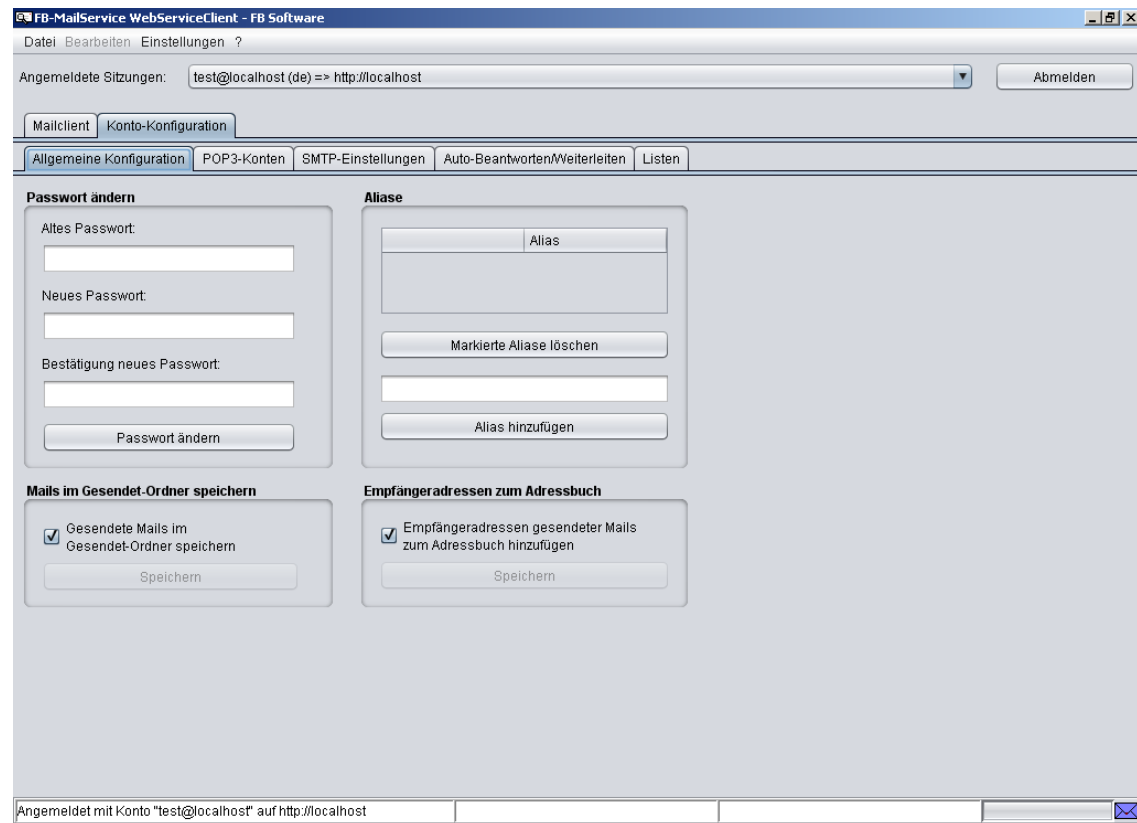 FB-MailService WebServiceClient - FB Software
Datei Bearbeiten Einstellungen ?
Angemeldete Sitzungen: test@localhost (de) => http://localhost Abmelden
Mailclient Konto-Konfiguration
Allgemeine Konfiguration POP3-Konten SMTP-Einstellungen Auto-Beantworten/Weiterleiten Listen
Passwort ändern
Altes Passwort:
Neues Passwort:
Bestätigung neues Passwort:
Passwort ändern
Aliase
Alias
Markierte Aliase löschen
Alias hinzufügen
Mails im Gesendet-Ordner speichern
Gesendete Mails im
Gesendet-Ordner speichern
Speichern
Empfängeradressen zum Adressbuch
Empfängeradressen gesendeter Mails
zum Adressbuch hinzufügen
Speichern
Angemeldet mit Konto "test@localhost" auf http://localhost